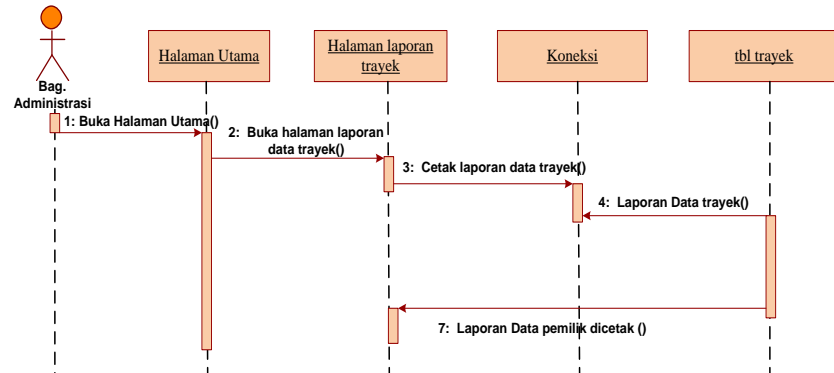 Bag.
Administrasi
Halaman Utama
Halaman laporan
trayek
Koneksi
tbl trayek
1: Buka Halaman Utama()
2:  Buka halaman laporan
data trayek()
3:  Cetak laporan data trayek()
4:  Laporan Data trayek()
7:  Laporan Data pemilik dicetak ()